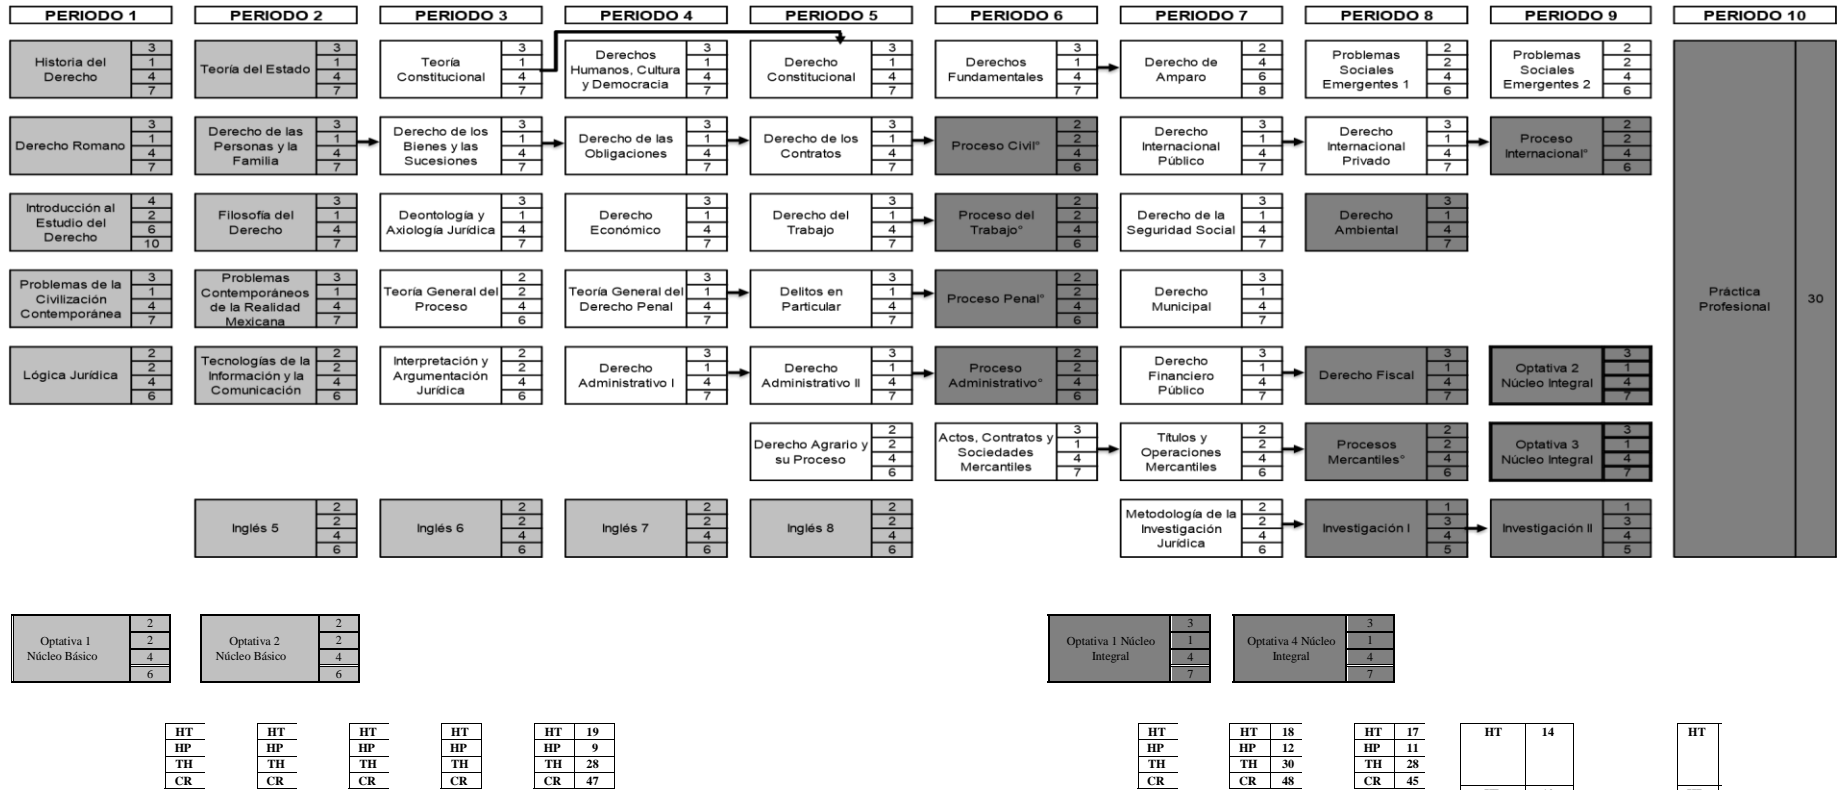 PERIODO 1 PERIODO 2 PERIODO 3 PERIODO 4 PERIODO 5 PERIODO 6 PERIODO 7 PERIODO 8 PERIODO 9 PERIODO 10
Historia del
Derecho
3
1
4
7
Teoría del Estado
3
1
4
7
Teoría
Constitucional
3
1
4
7
Derechos
Humanos, Cultura
y Democracia
3
1
4
7
Derecho
Constitucional
3
1
4
7
Derechos
Fundamentales
3
1
4
7
Derecho de
Amparo
2
4
6
8
Problemas
Sociales
Emergentes 1
2
2
4
6
Problemas
Sociales
Emergentes 2
2
2
4
6
Derecho Romano
3
1
4
7
Derecho de las
Personas y la
Familia
3
1
4
7
Derecho de los
Bienes y las
Sucesiones
3
1
4
7
Derecho de las
Obligaciones
3
1
4
7
Derecho de los
Contratos
3
1
4
7
Proceso Civil°
2
2
4
6
Derecho
Internacional
Público
3
1
4
7
Derecho
Internacional
Privado
3
1
4
7
Proceso
Internacional°
2
2
4
6
Introducción al
Estudio del
Derecho
4
2
6
10
Filosofía del
Derecho
3
1
4
7
Deontología y
Axiología Jurídica
3
1
4
7
Derecho
Económico
3
1
4
7
Derecho del
Trabajo
3
1
4
7
Proceso del
Trabajo°
2
2
4
6
Derecho de la
Seguridad Social
3
1
4
7
Derecho
Ambiental
3
1
4
7
Problemas de la
Civilización
Contemporánea
3
1
4
7
Problemas
Contemporáneos
de la Realidad
Mexicana
3
1
4
7
Teoría General del
Proceso
2
2
4
6
Teoría General del
Derecho Penal
3
1
4
7
Delitos en
Particular
3
1
4
7
Proceso Penal°
2
2
4
6
Derecho
Municipal
3
1
4
7
Práctica
Profesional
30
Lógica Jurídica
2
2
4
6
Tecnologías de la
Información y la
Comunicación
2
2
4
6
Interpretación y
Argumentación
Jurídica
2
2
4
6
Derecho
Administrativo I
3
1
4
7
Derecho
Administrativo II
3
1
4
7
Proceso
Administrativo°
2
2
4
6
Derecho
Financiero
Público
3
1
4
7
Derecho Fiscal
3
1
4
7
Optativa 2
Núcleo Integral
3
1
4
7
Derecho Agrario y
su Proceso
2
2
4
6
Actos, Contratos y
Sociedades
Mercantiles
3
1
4
7
Títulos y
Operaciones
Mercantiles
2
2
4
6
Procesos
Mercantiles°
2
2
4
6
Optativa 3
Núcleo Integral
3
1
4
7
Inglés 5
2
2
4
6
Inglés 6
2
2
4
6
Inglés 7
2
2
4
6
Inglés 8
2
2
4
6
Metodología de la
Investigación
Jurídica
2
2
4
6
Investigación I
1
3
4
5
Investigación II
1
3
4
5
Optativa 1
Núcleo Básico
2
2
4
6
Optativa 2
Núcleo Básico
2
2
4
6
Optativa 1 Núcleo
Integral
3
1
4
7
Optativa 4 Núcleo
Integral
3
1
4
7
HT HT HT HT HT 19 HT HT 18 HT 17 HT 14 HT
HP HP HP HP HP 9 HP HP 12 HP 11
TH TH TH TH TH 28 TH TH 30 TH 28
CR CR CR CR CR 47 CR CR 48 CR 45